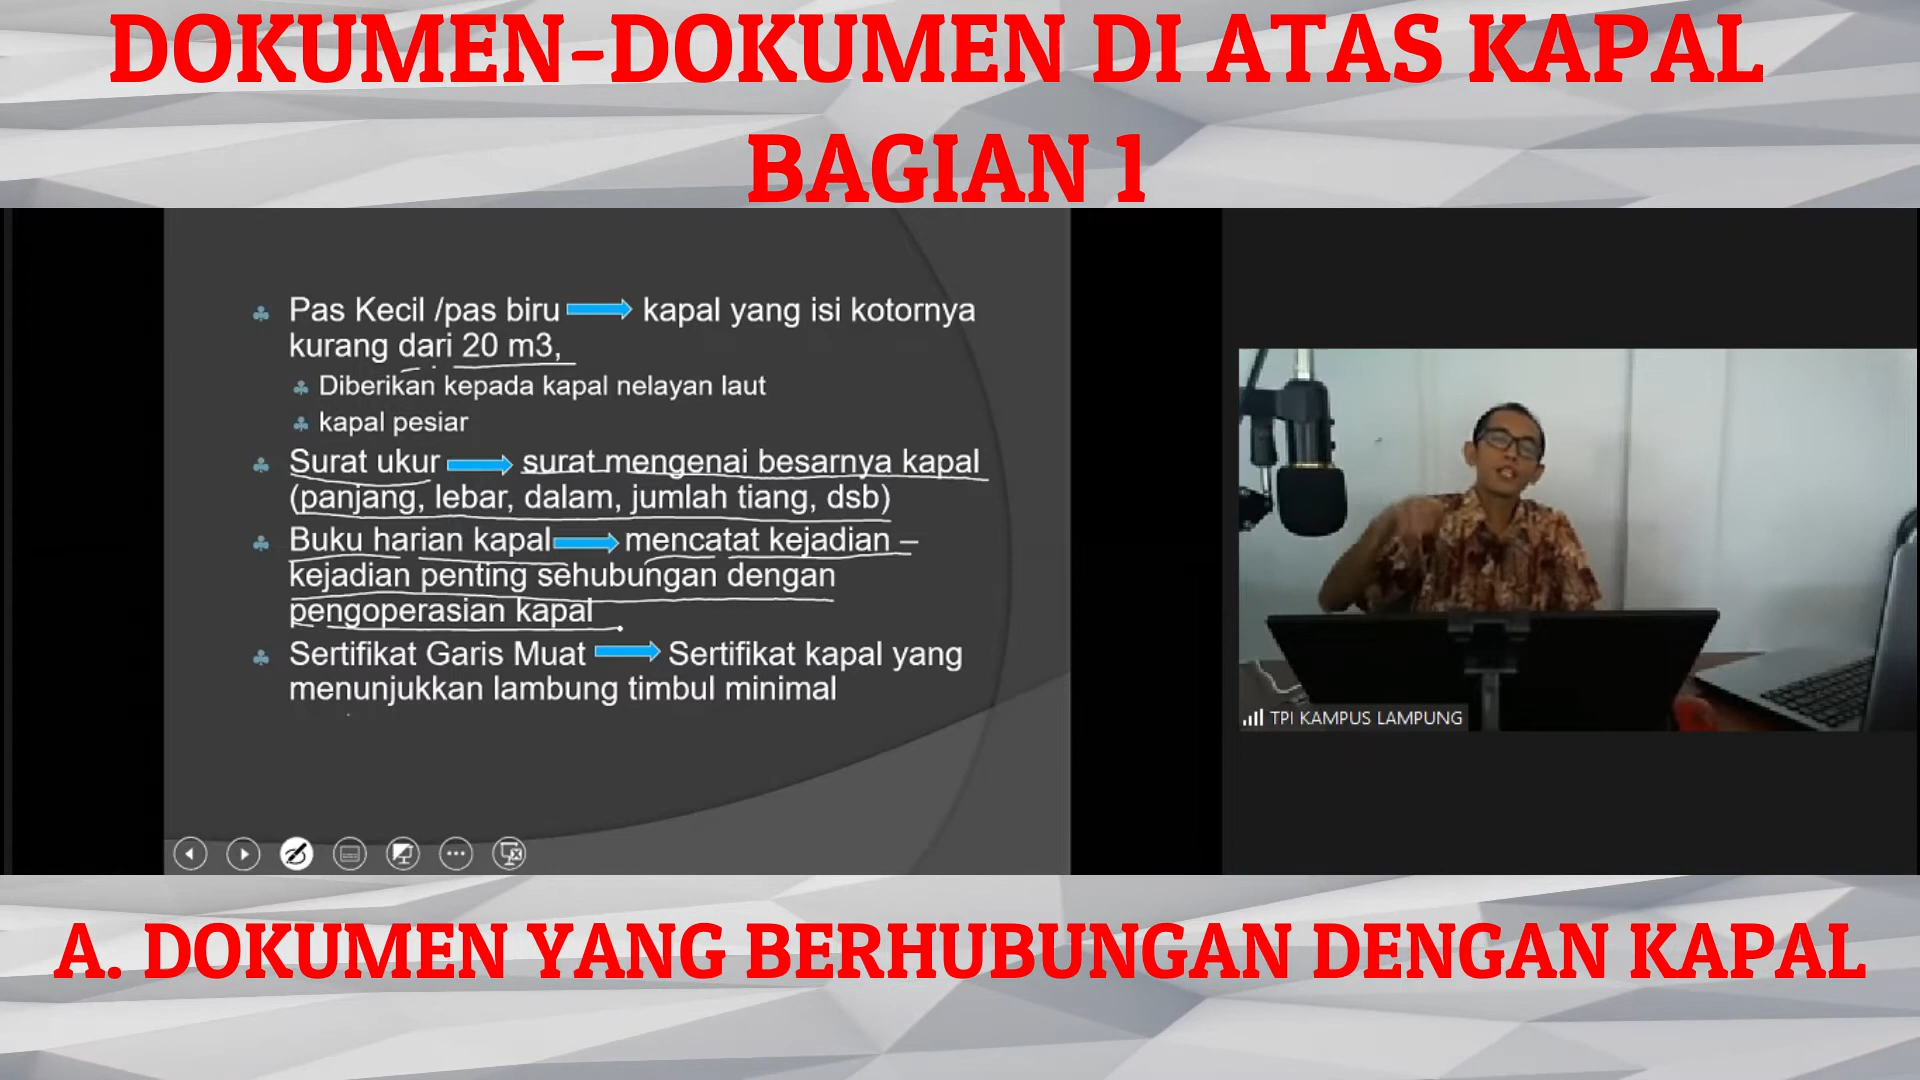 DOKUMEN-DOKUMEN DI ATAS KAPAL
BAGIAN 1
Pas Kecil /pas biru kapal yang isi kotornya
kurang dari 20 m3,
Diberikan kepada kapal nelayan laut
kapal pesiar
Surat ukur surat mengenai besarnya kapal
(panjang, lebar, dalam, jumlah tiang, dsb)
Buku harian kapal mencatat kejadian –
kejadian penting sehubungan dengan
pengoperasian kapal
Sertifikat Garis Muat Sertifikat kapal yang
menunjukkan lambung timbul minimal
TPI KAMPUS LAMPUNG
A. DOKUMEN YANG BERHUBUNGAN DENGAN KAPAL